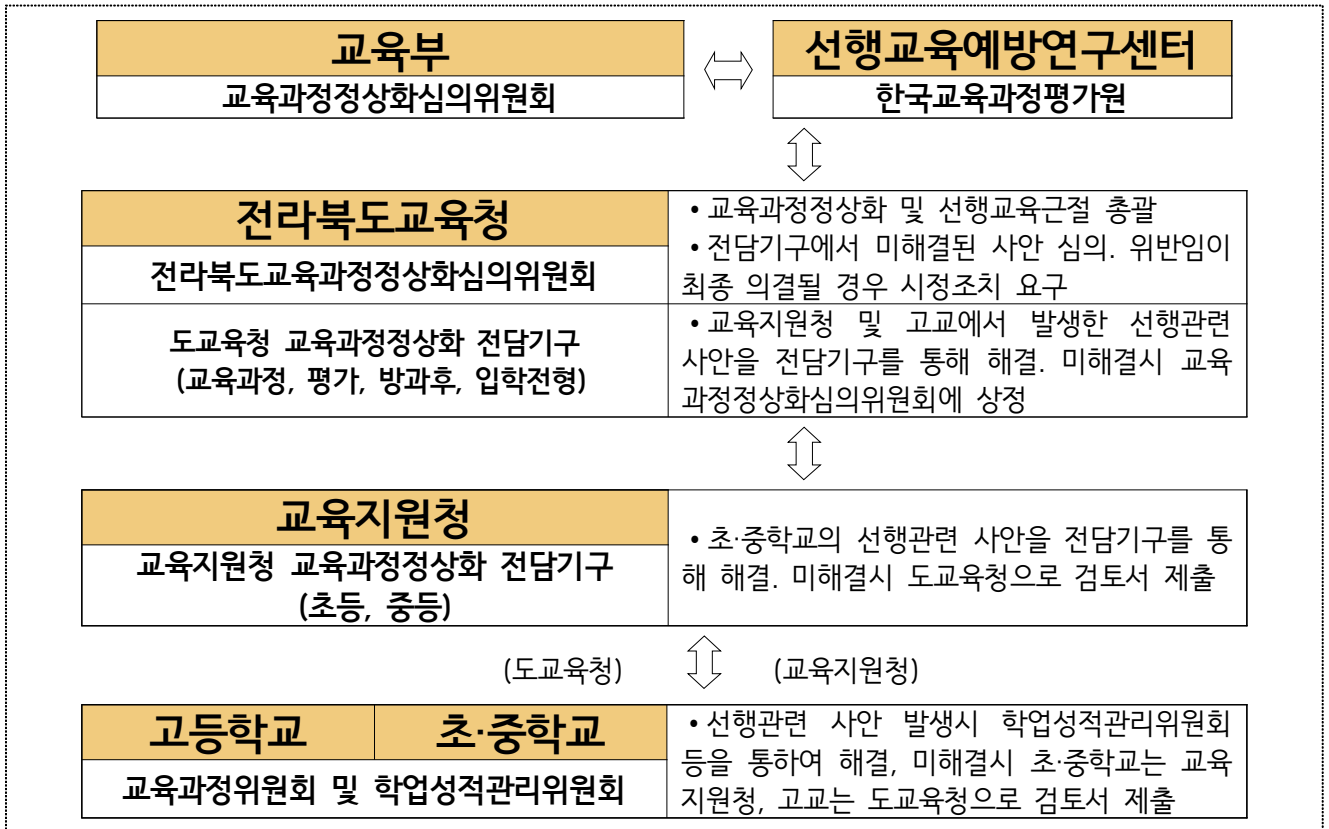 교육부
교육과정정상화심의위원회
선행교육예방연구센터
한국교육과정평가원
전라북도교육청
전라북도교육과정정상화심의위원회
• 교육과정정상화 및 선행교육근절 총괄
• 전담기구에서 미해결된 사안 심의. 위반임이
최종 의결될 경우 시정조치 요구
도교육청 교육과정정상화 전담기구
(교육과정, 평가, 방과후, 입학전형)
• 교육지원청 및 고교에서 발생한 선행관련
사안을 전담기구를 통해 해결. 미해결시 교육
과정정상화심의위원회에 상정
교육지원청
교육지원청 교육과정정상화 전담기구
(초등, 중등)
• 초·중학교의 선행관련 사안을 전담기구를 통
해 해결. 미해결시 도교육청으로 검토서 제출
(도교육청)
(교육지원청)
고등학교
초·중학교
교육과정위원회 및 학업성적관리위원회
• 선행관련 사안 발생시 학업성적관리위원회
등을 통하여 해결, 미해결시 초·중학교는 교육
지원청, 고교는 도교육청으로 검토서 제출